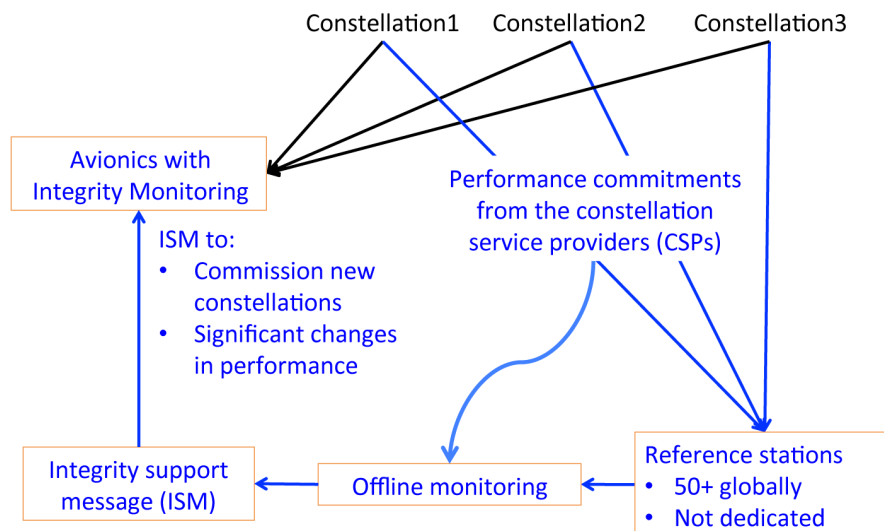 Constellation1 Constellation2 Constellation3
Avionics with
Integrity Monitoring
Performance commitments
from the constellation
service providers (CSPs)
ISM to:
• Commission new
constellations
• Significant changes
in performance
Integrity support
message (ISM)
Offline monitoring
Reference stations
• 50+ globally
• Not dedicated